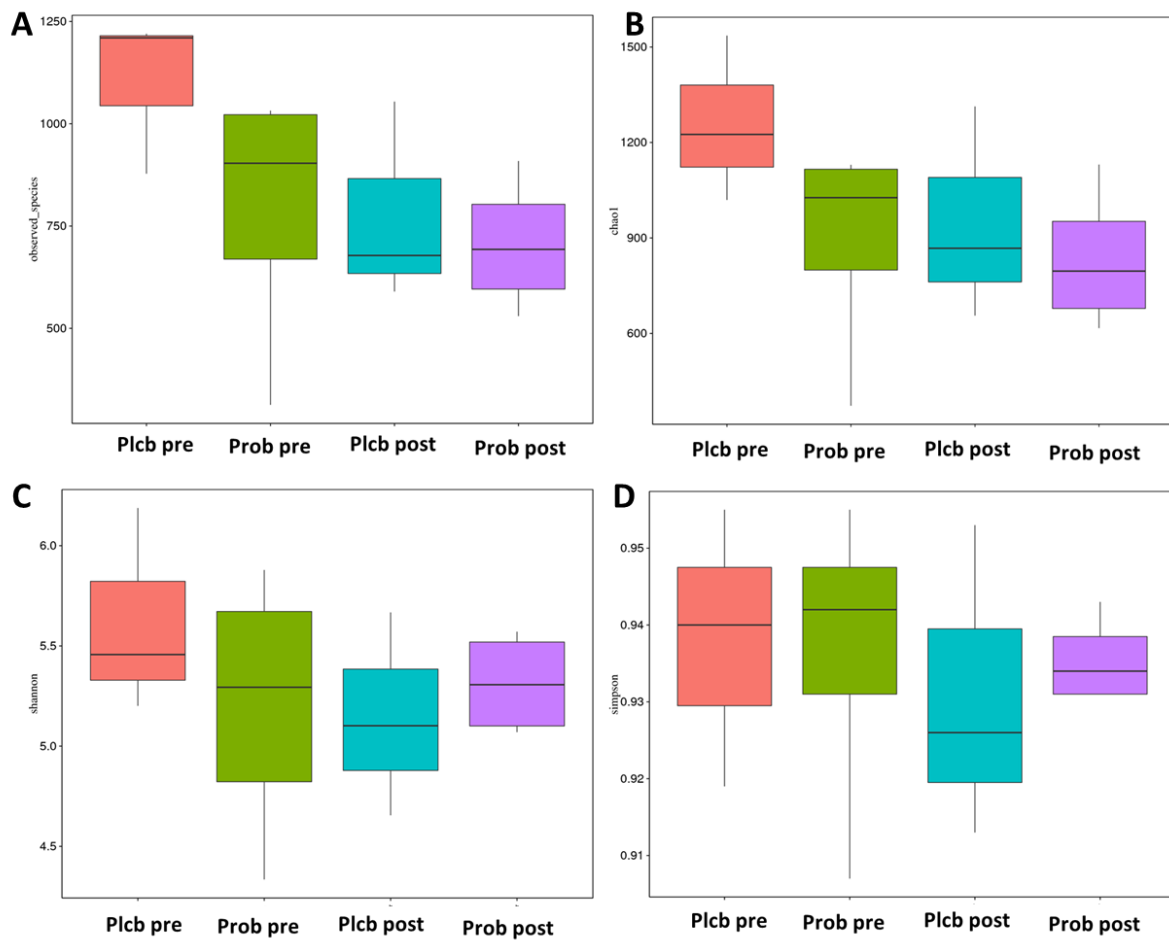 A
1250
1000
750
500
observed_species
Plcb pre Prob pre Plcb post Prob post
B
1500
1200
900
600
chao1
Plcb pre Prob pre Plcb post Prob post
C
6.0
5.5
5.0
4.5
shannon
Plcb pre Prob pre Plcb post Prob post
D
0.95
0.94
0.93
0.92
0.91
simpson
Plcb pre Prob pre Plcb post Prob post